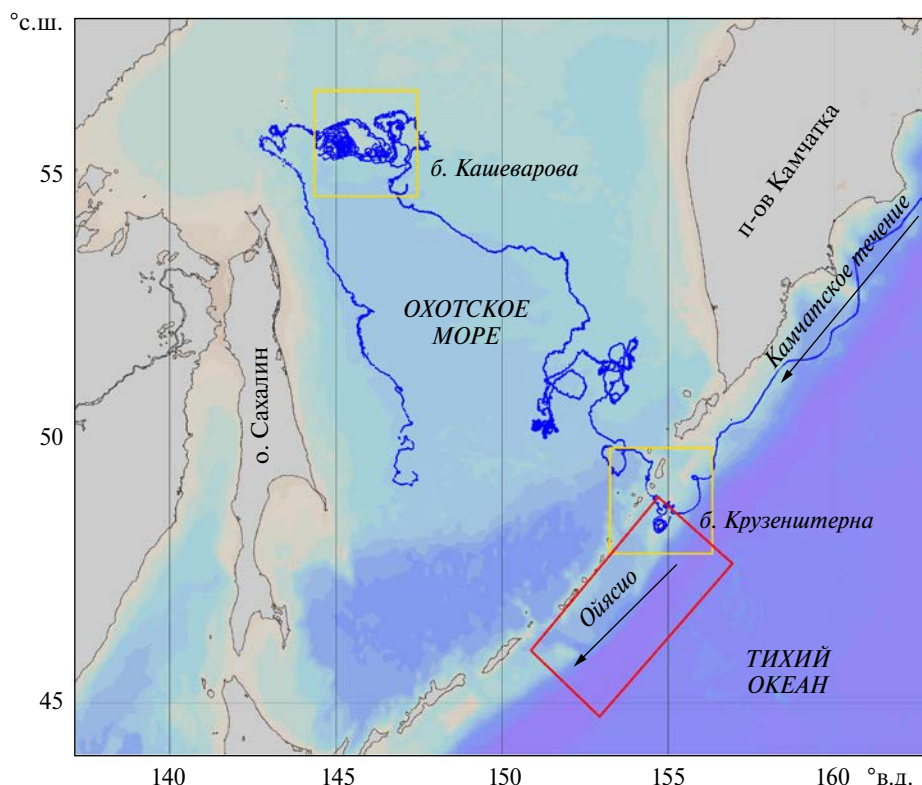 °с.ш.
55
50
45
б. Кашеварова
п-ов Камчатка
Камчатское течение
ОХОТСКОЕ
МОРЕ
о. Сахалин
б. Крузенштерна
Ойясио
ТИХИЙ
ОКЕАН
140
145
150
155
160
°в.д.